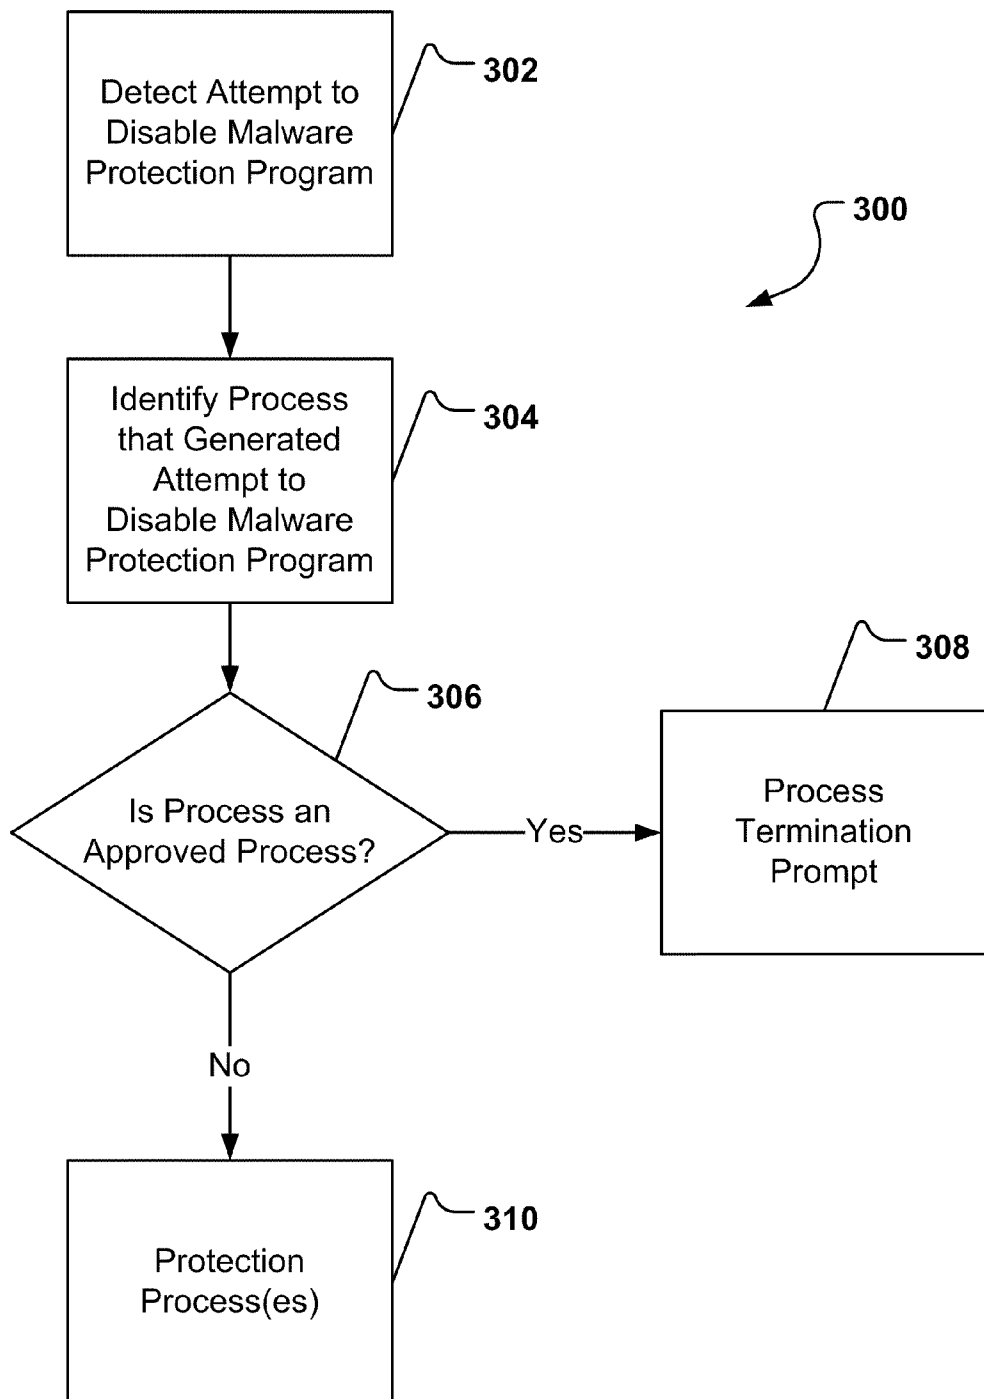 Detect Attempt to
Disable Malware
Protection Program
302
300
Identify Process
that Generated
Attempt to
Disable Malware
Protection Program
304
306
Is Process an
Approved Process?
Yes
308
Process
Termination
Prompt
No
310
Protection
Process(es)